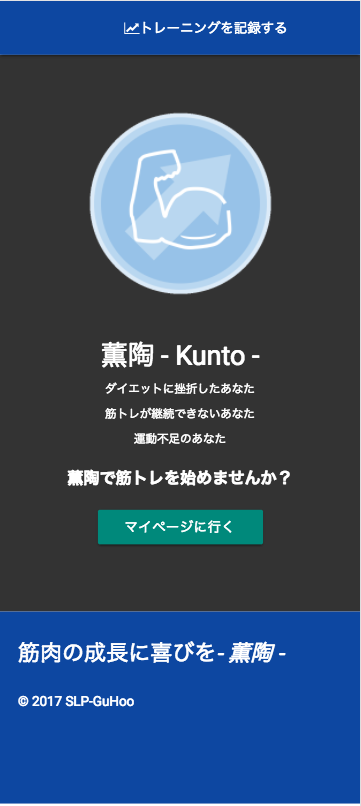 トレーニングを記録する
薫陶 - Kunto -
ダイエットに挫折したあなた
筋トレが継続できないあなた
運動不足のあなた
薫陶で筋トレを始めませんか？
マイページに行く
筋肉の成長に喜びを- 薫陶 -
© 2017 SLP-GuHoo